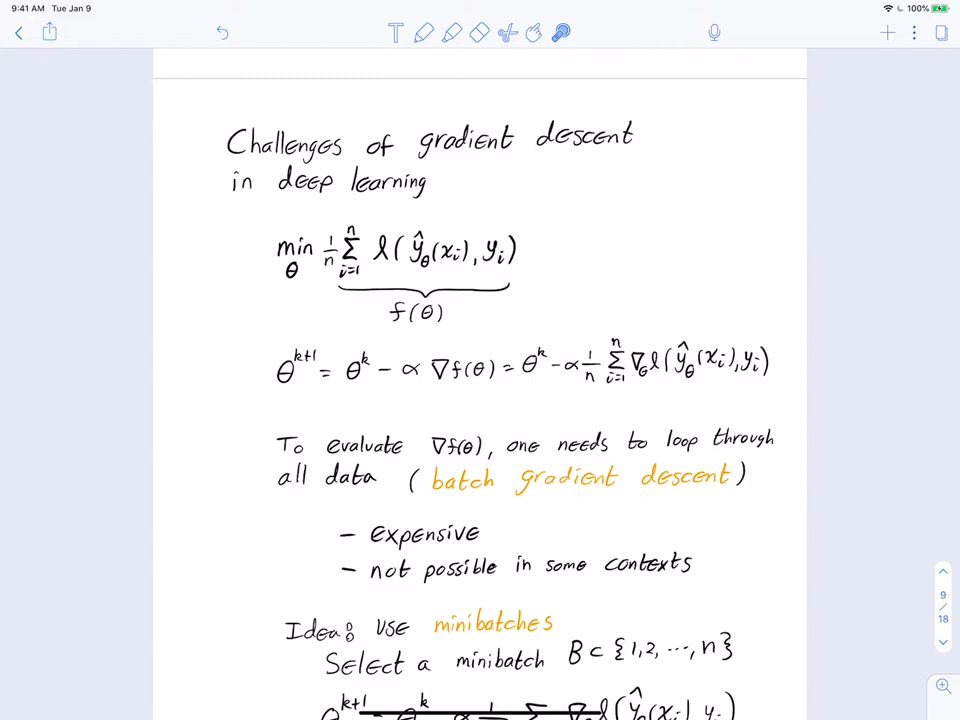 9:41 AM Tue Jan 9
100%
Challenges of gradient descent
in deep learning
min_θ 1/n Σ_{i=1}^{n} ℓ(ŷ_θ(x_i), y_i)
f(θ)
θ^{k+1} = θ^k − α ∇f(θ) = θ^k − α 1/n Σ_{i=1}^{n} ∇_θ ℓ(ŷ_θ(x_i), y_i)
To evaluate ∇f(θ), one needs to loop through
all data (batch gradient descent)
– expensive
– not possible in some contexts
Idea: use minibatches
Select a minibatch B ⊂ {1,2, ..., n}
9
/
18